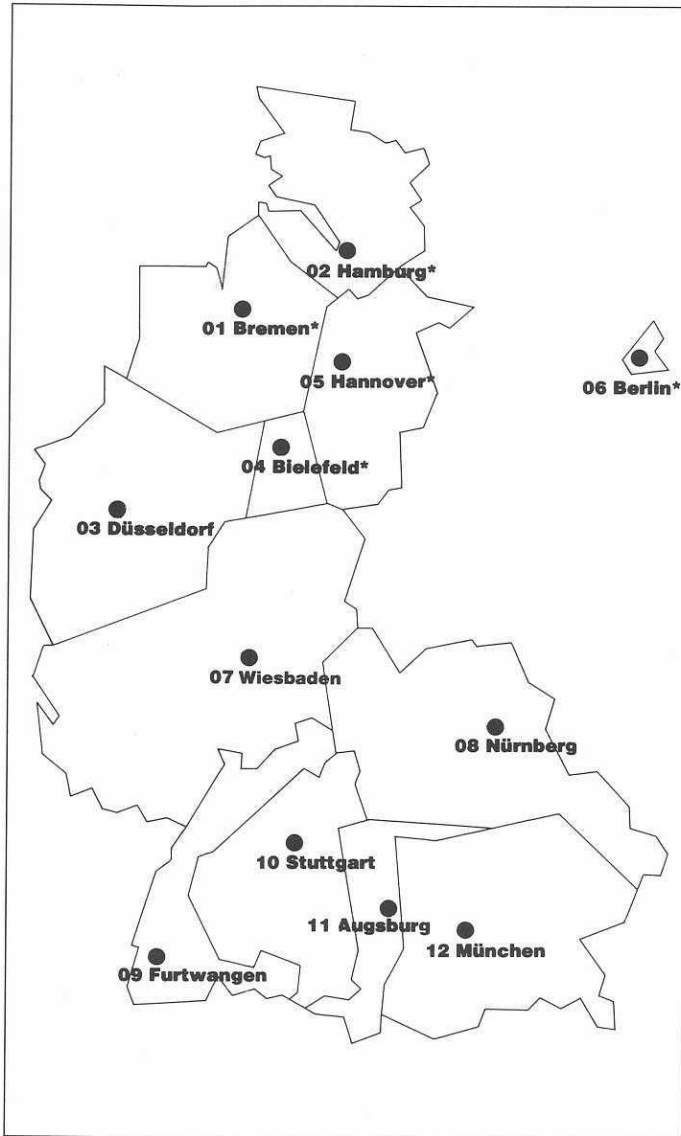 02 Hamburg*
01 Bremen*
05 Hannover*
06 Berlin*
04 Bielefeld*
03 Düsseldorf
07 Wiesbaden
08 Nürnberg
10 Stuttgart
11 Augsburg
12 München
09 Furtwangen